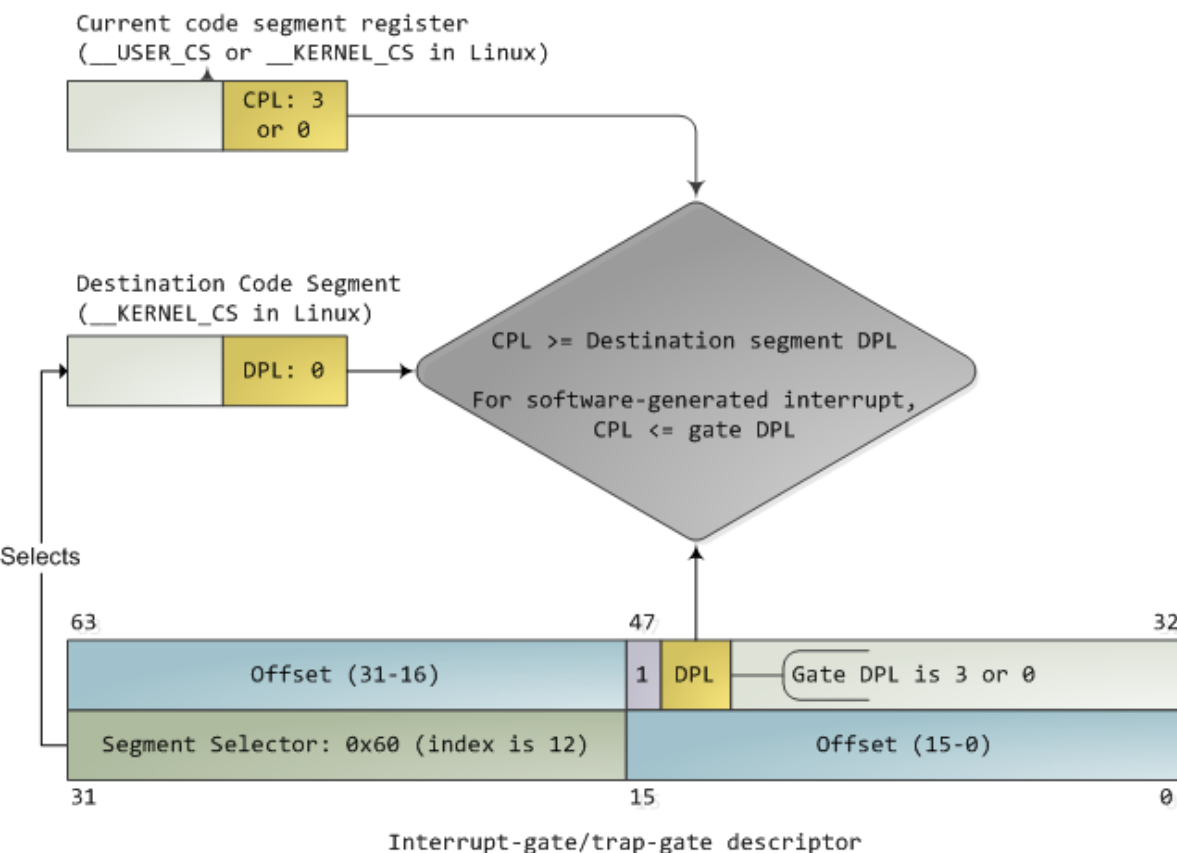 Current code segment register
(__USER_CS or __KERNEL_CS in Linux)
CPL: 3
or 0
Destination Code Segment
(__KERNEL_CS in Linux)
DPL: 0
CPL >= Destination segment DPL
For software-generated interrupt,
CPL <= gate DPL
Selects
63
47
32
Offset (31-16)
1
DPL
Gate DPL is 3 or 0
Segment Selector: 0x60 (index is 12)
Offset (15-0)
31
15
0
Interrupt-gate/trap-gate descriptor